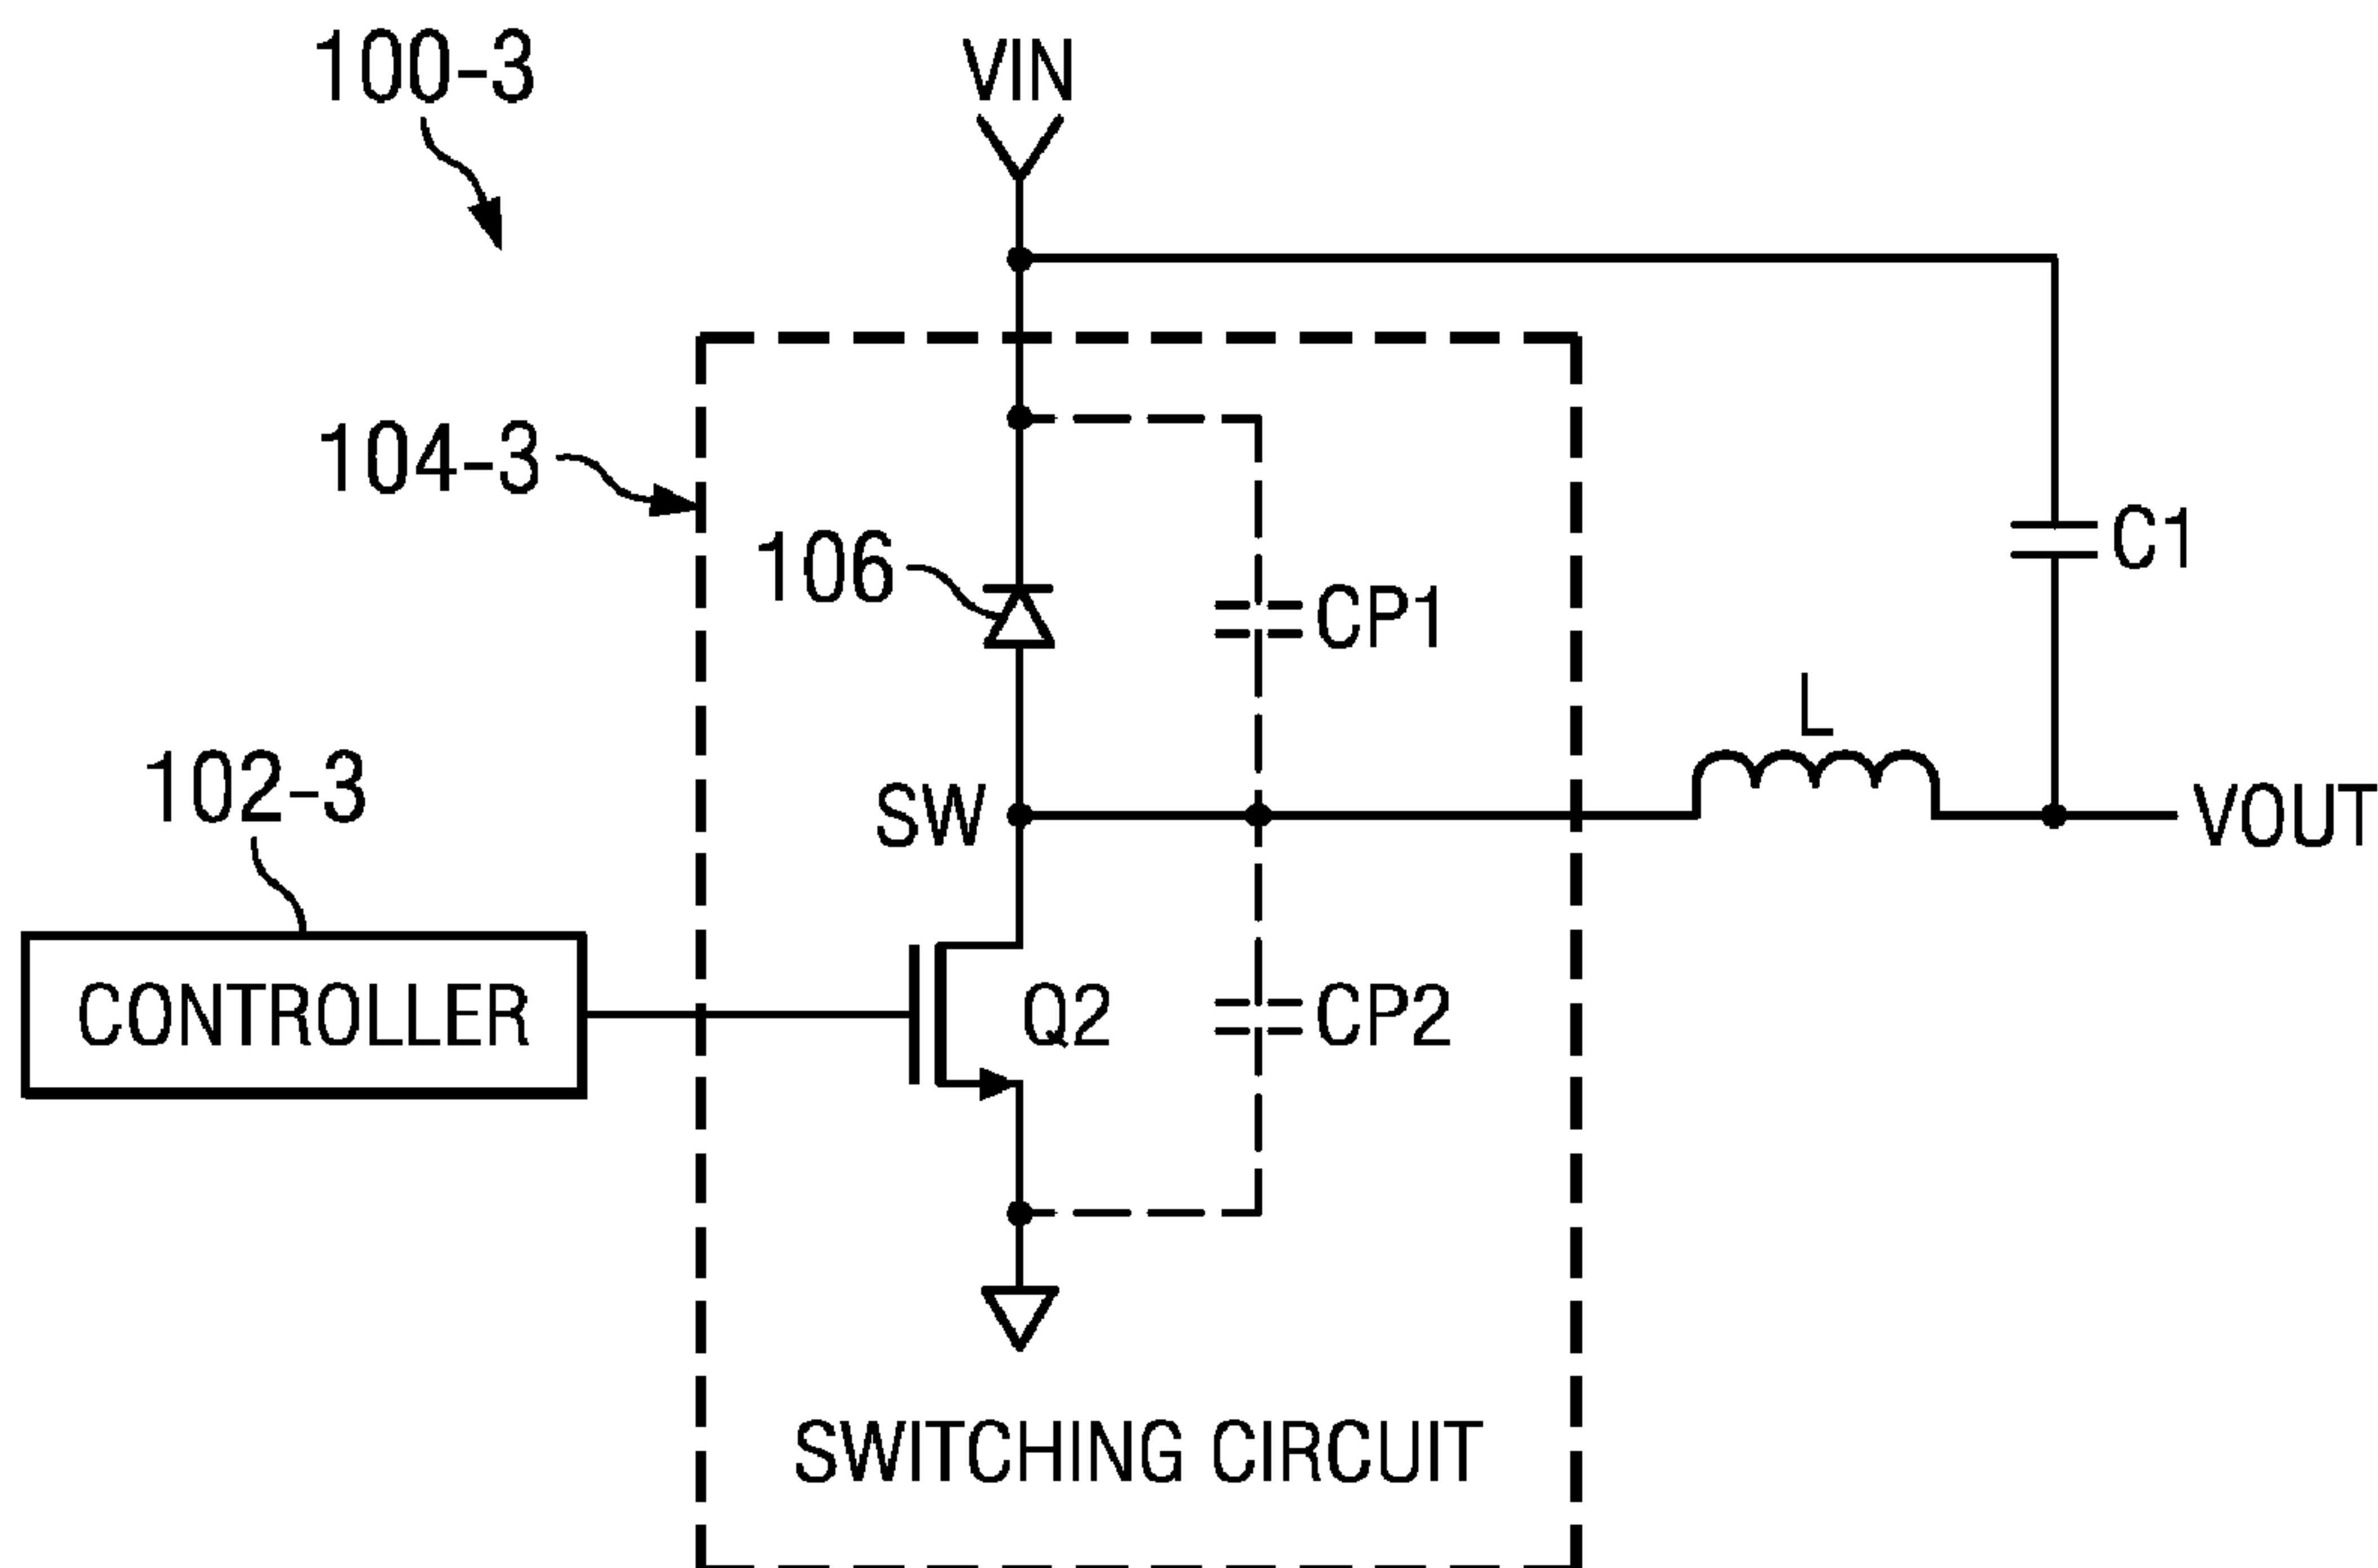 100-3
VIN
104-3
106
CP1
C1
L
102-3
SW
VOUT
CONTROLLER
Q2
CP2
SWITCHING CIRCUIT